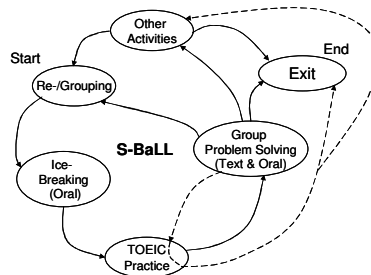 Other
Activities
Start
End
Exit
Re-/Grouping
S-BaLL
Group
Problem Solving
(Text & Oral)
Ice-
Breaking
(Oral)
TOEIC
Practice